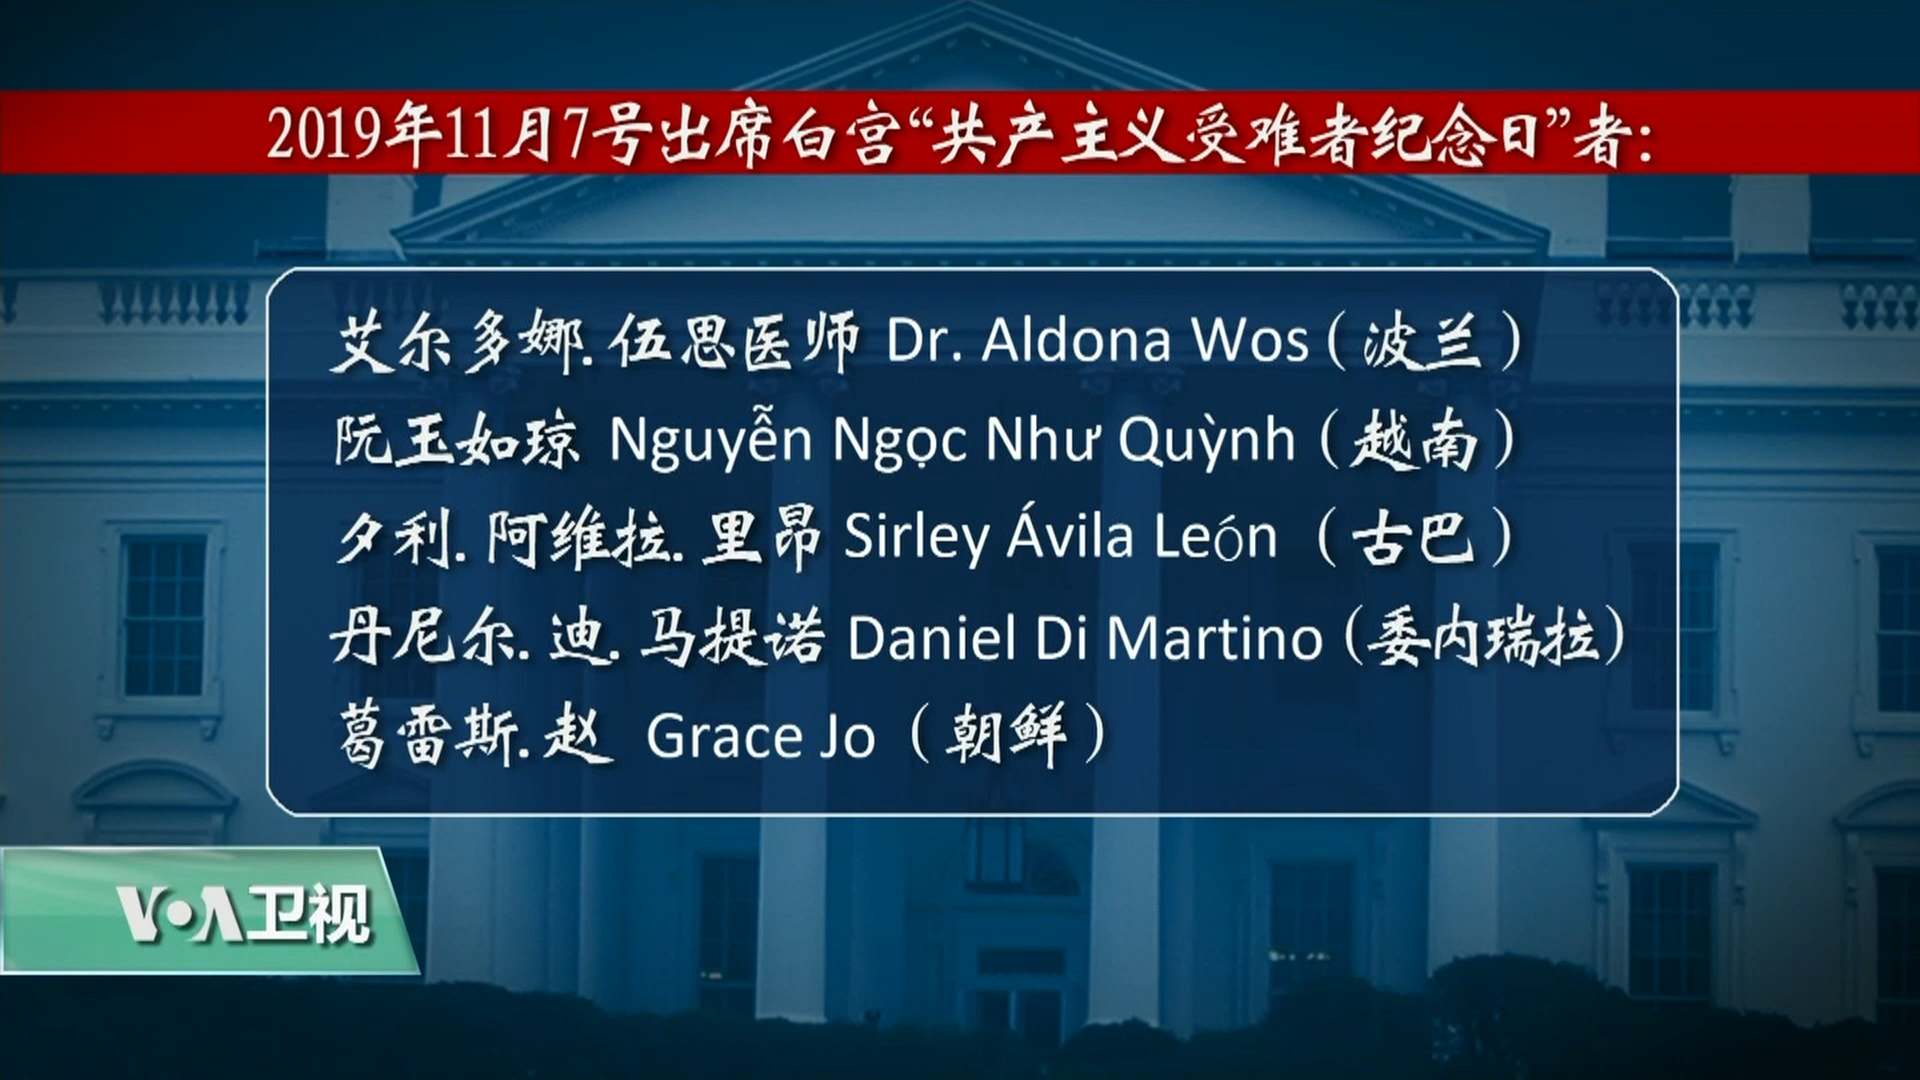 2019年11月7号出席白宫“共产主义受难者纪念日”者:
艾尔多娜.伍思医师 Dr. Aldona Wos(波兰)
阮玉如琼 Nguyễn Ngọc Như Quỳnh(越南)
夕利.阿维拉.里昂 Sirley Ávila León (古巴)
丹尼尔.迪.马提诺 Daniel Di Martino(委内瑞拉)
葛雷斯.赵 Grace Jo (朝鲜)
VOA卫视